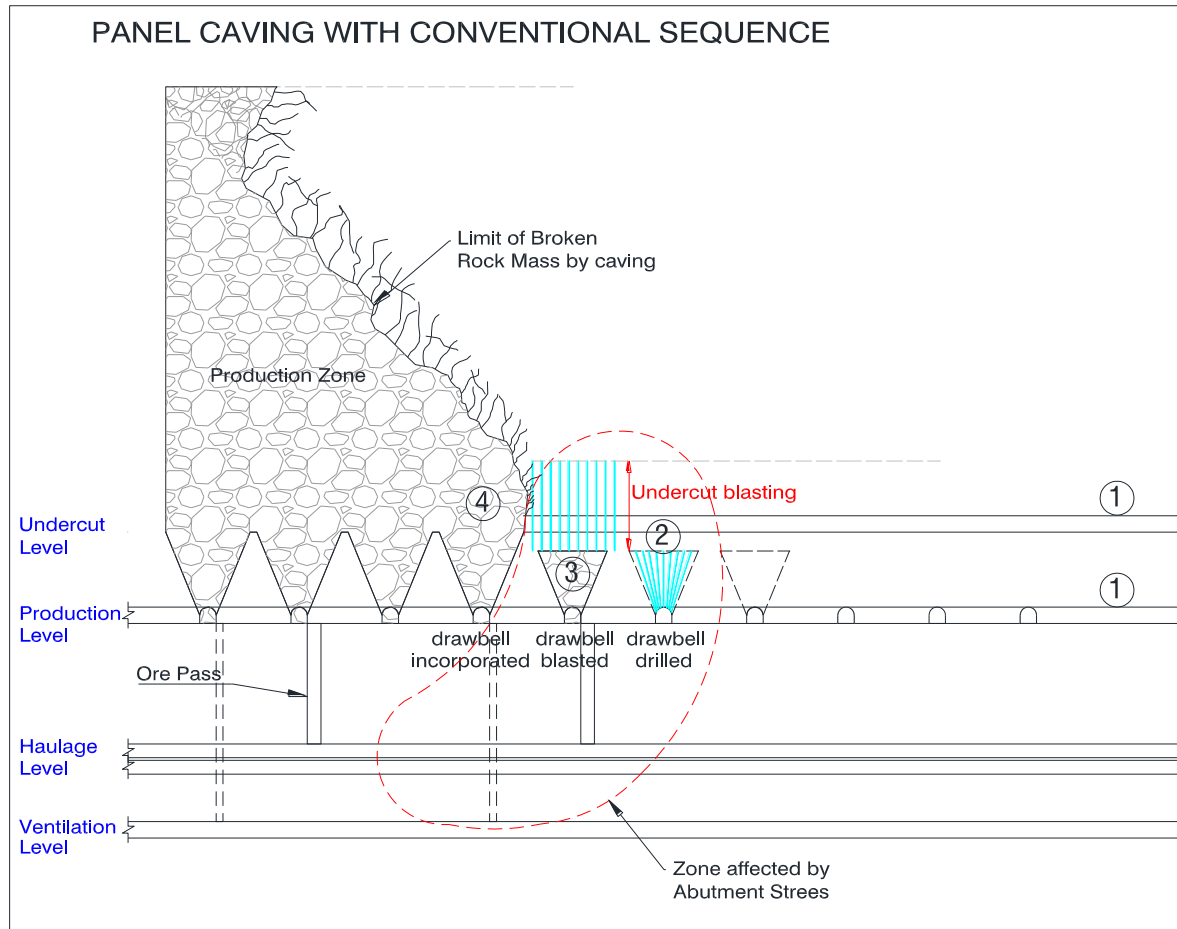 PANEL CAVING WITH CONVENTIONAL SEQUENCE
Limit of Broken
Rock Mass by caving
Production Zone
4
Undercut blasting
1
Undercut
Level
2
3
1
Production
Level
drawbell
incorporated
drawbell
blasted
drawbell
drilled
Ore Pass
Haulage
Level
Ventilation
Level
Zone affected by
Abutment Strees